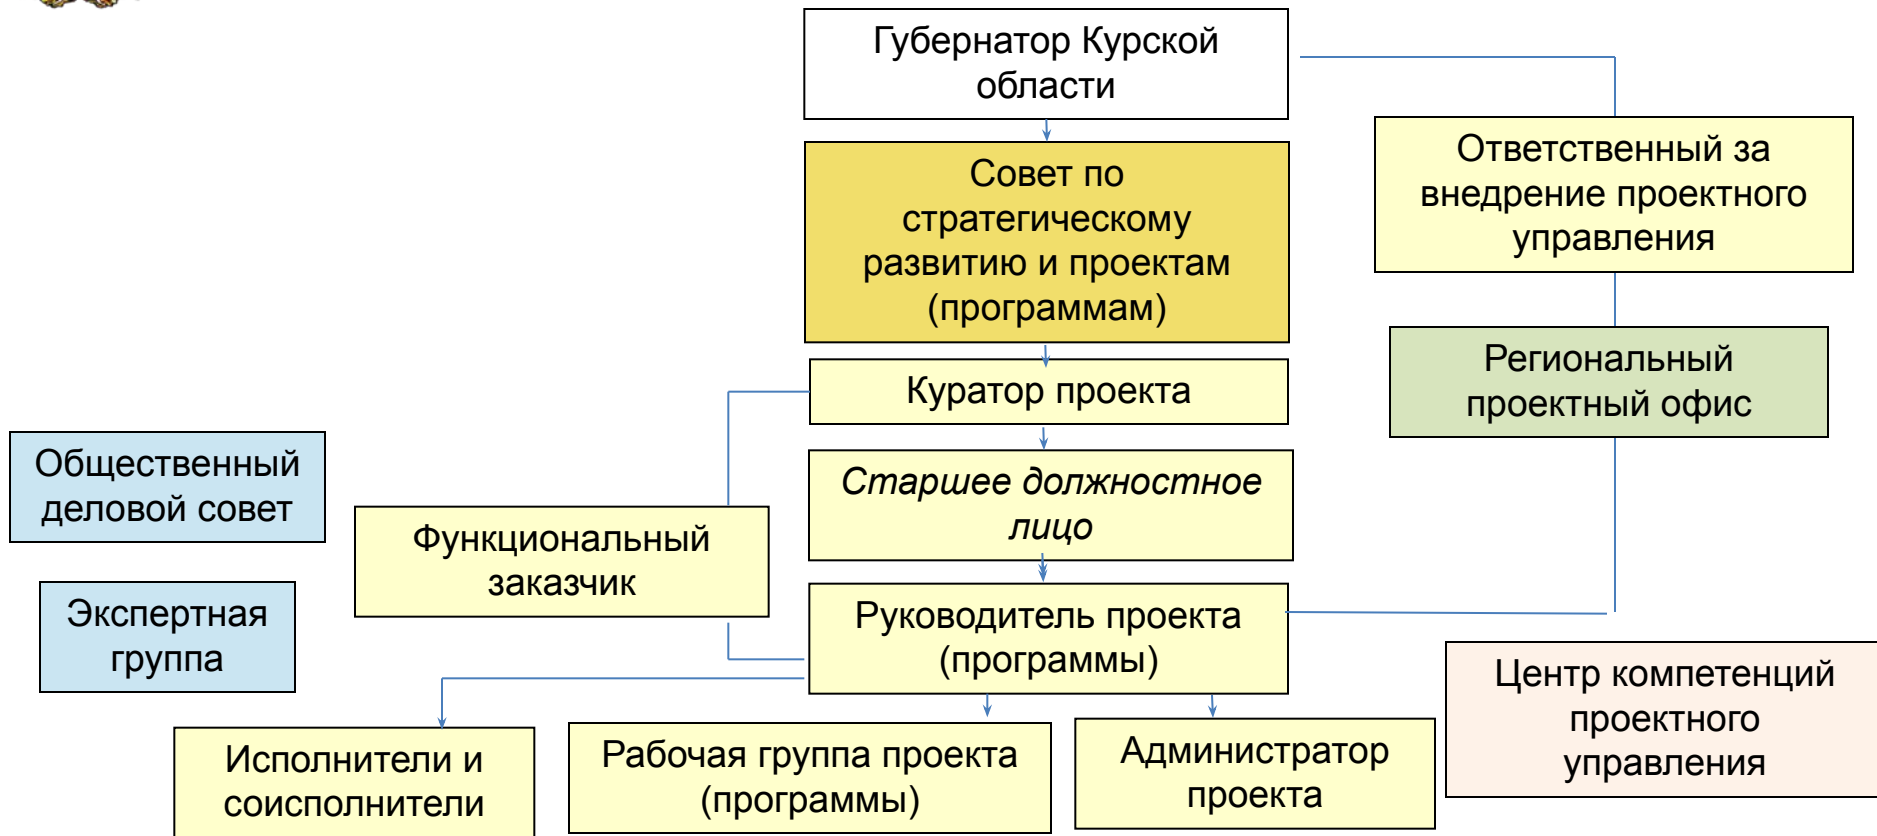 Губернатор Курской
области
Совет по
стратегическому
развитию и проектам
(программам)
Ответственный за
внедрение проектного
управления
Региональный
проектный офис
Куратор проекта
Общественный
деловой совет
Старшее должностное
лицо
Функциональный
заказчик
Экспертная
группа
Руководитель проекта
(программы)
Центр компетенций
проектного
управления
Исполнители и
соисполнители
Рабочая группа проекта
(программы)
Администратор
проекта